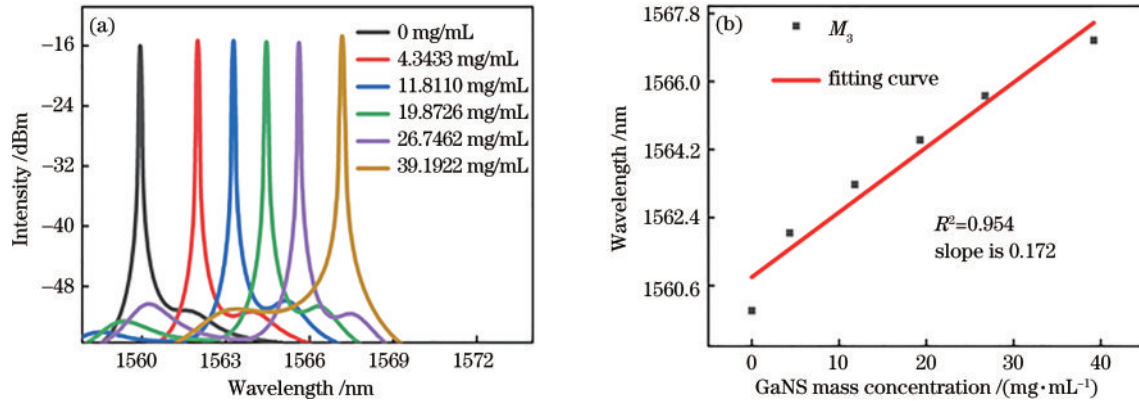 (a)
0 mg/mL
4.3433 mg/mL
11.8110 mg/mL
19.8726 mg/mL
26.7462 mg/mL
39.1922 mg/mL
−16
−24
−32
−40
−48
Intensity /dBm
1560
1563
1566
1569
1572
Wavelength /nm
(b)
M3
fitting curve
R²=0.954
slope is 0.172
1567.8
1566.0
1564.2
1562.4
1560.6
Wavelength /nm
0
10
20
30
40
GaNS mass concentration /(mg·mL⁻¹)